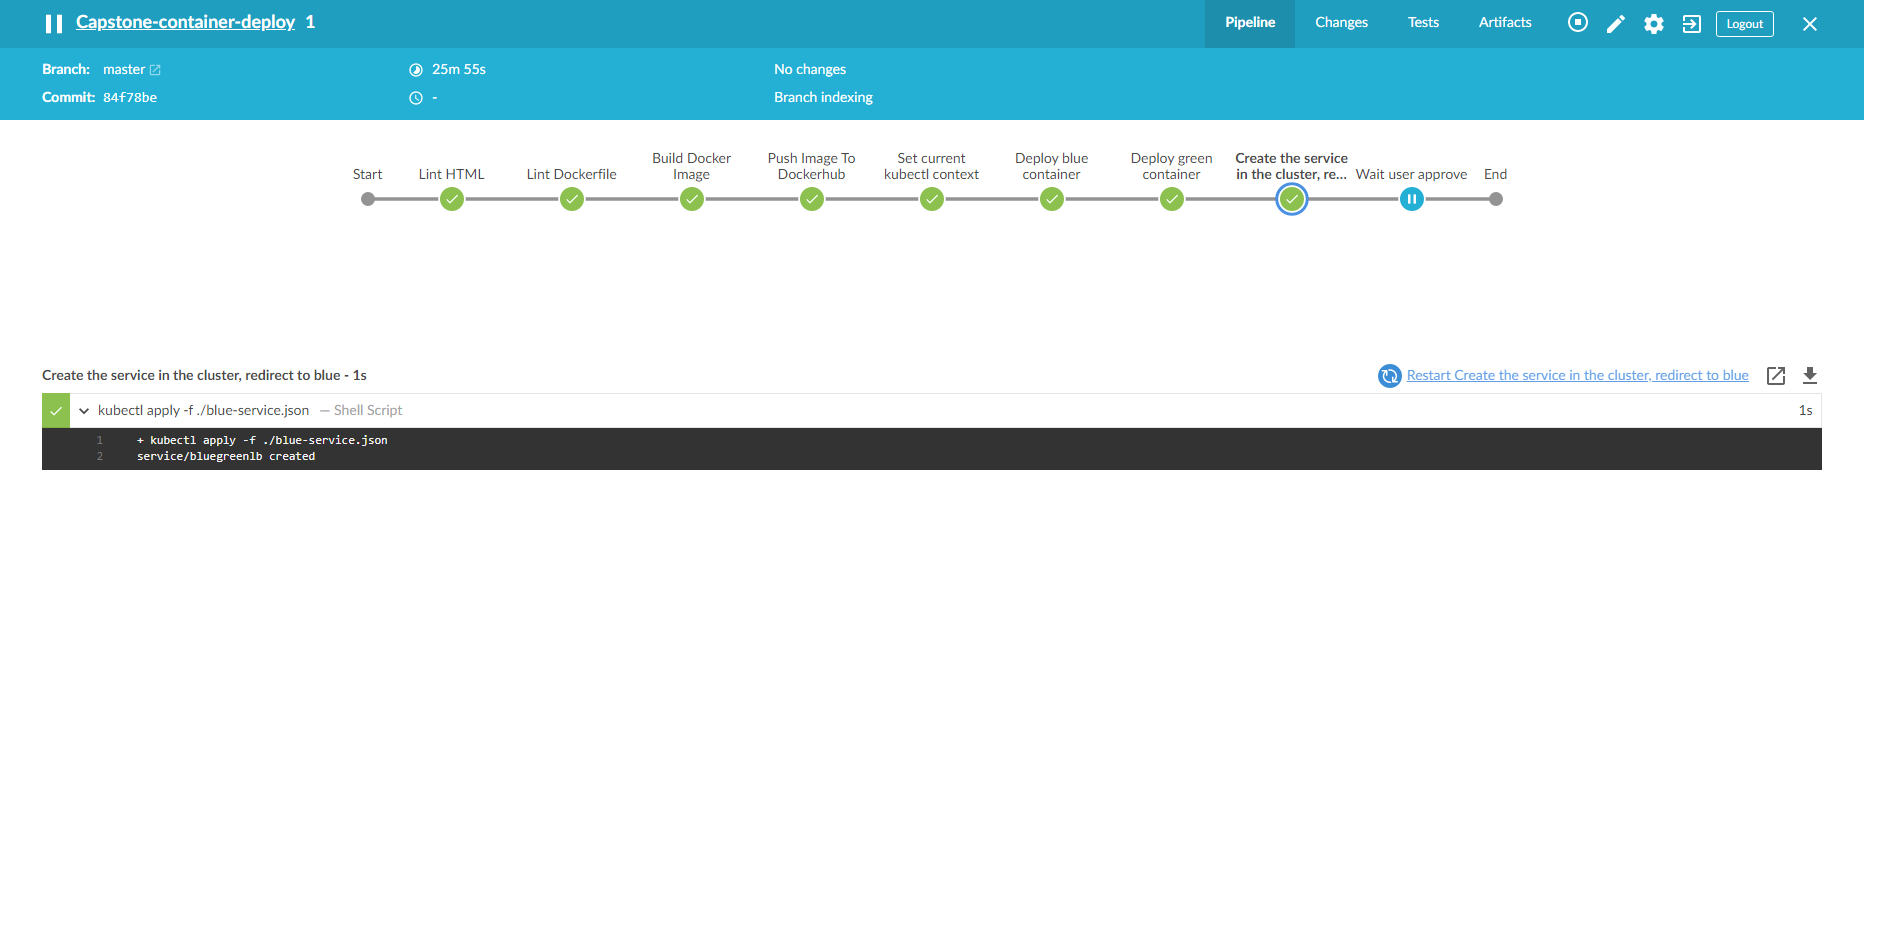 Capstone-container-deploy 1
Pipeline
Changes
Tests
Artifacts
Logout
Branch: master
25m 55s
No changes
Commit: 84f78be
-
Branch indexing
Start
Lint HTML
Lint Dockerfile
Build Docker
Image
Push Image To
Dockerhub
Set current
kubectl context
Deploy blue
container
Deploy green
container
Create the service
in the cluster, re...
Wait user approve
End
Create the service in the cluster, redirect to blue - 1s
Restart Create the service in the cluster, redirect to blue
kubectl apply -f ./blue-service.json — Shell Script
1s
1 + kubectl apply -f ./blue-service.json
2 service/bluegreenlb created